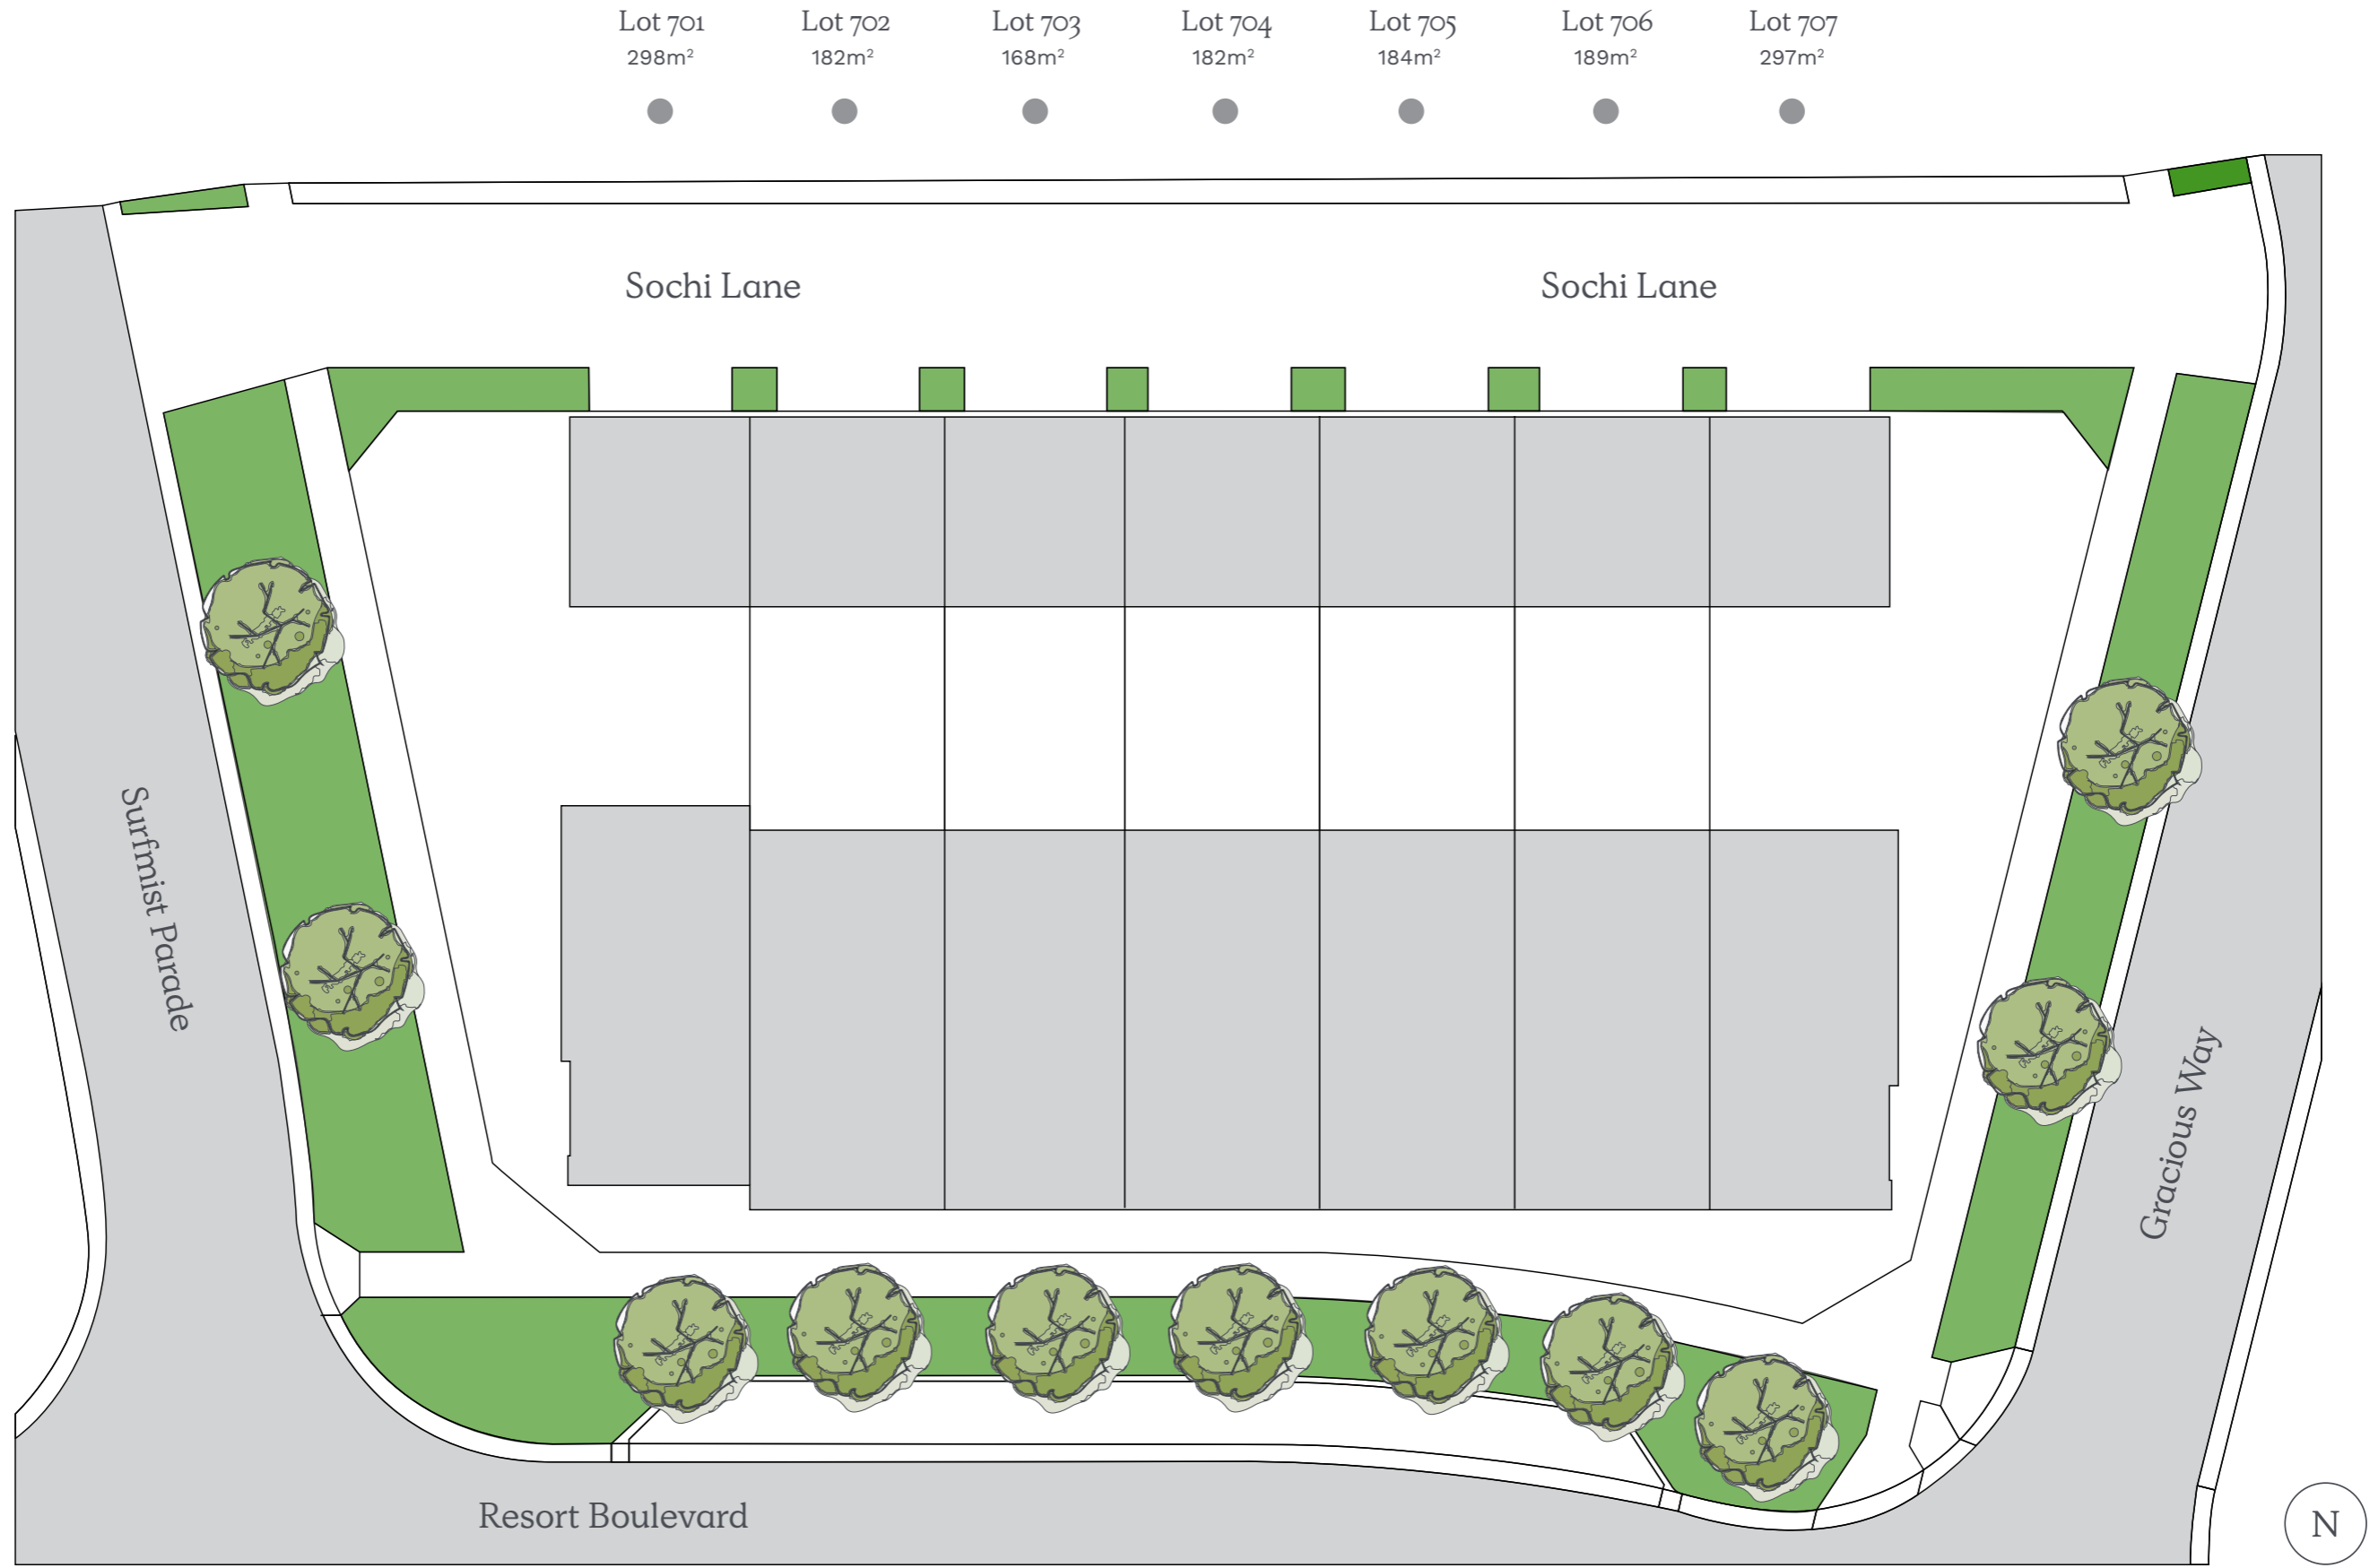 Lot 701
298m²
Lot 702
182m²
Lot 703
168m²
Lot 704
182m²
Lot 705
184m²
Lot 706
189m²
Lot 707
297m²
Sochi Lane
Sochi Lane
Surfmist Parade
Gracious Way
Resort Boulevard
N